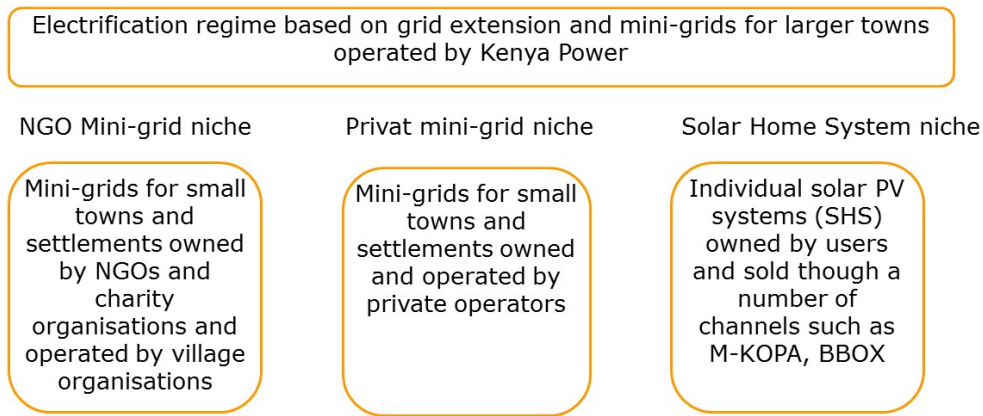 Electrification regime based on grid extension and mini-grids for larger towns
operated by Kenya Power
NGO Mini-grid niche
Privat mini-grid niche
Solar Home System niche
Mini-grids for small
towns and
settlements owned
by NGOs and
charity
organisations and
operated by village
organisations
Mini-grids for small
towns and
settlements owned
and operated by
private operators
Individual solar PV
systems (SHS)
owned by users
and sold though a
number of
channels such as
M-KOPA, BBOX